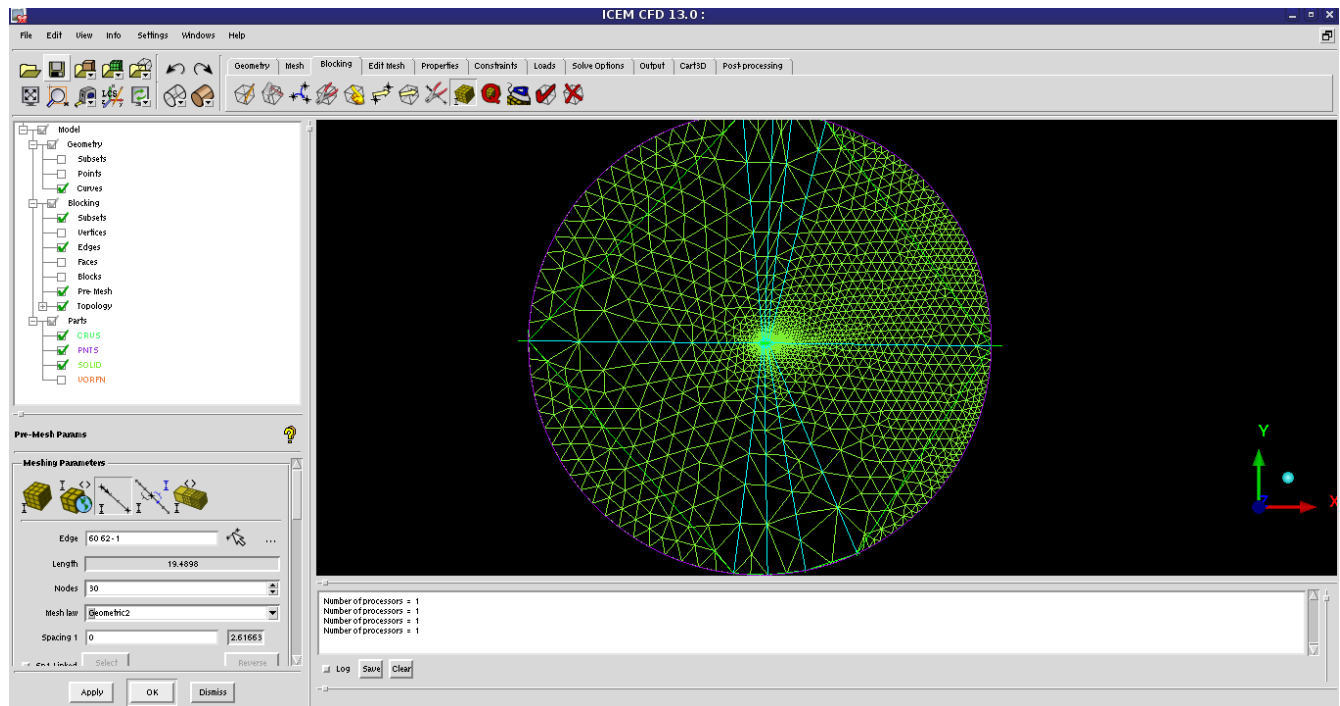 ICEM CFD 13.0 :
File Edit View Info Settings Windows Help
Geometry Mesh Blocking Edit Mesh Properties Constraints Loads Solve Options Output Cart3D Post-processing
LCS
Model
Geometry
Subsets
Points
Curves
Blocking
Subsets
Vertices
Edges
Faces
Blocks
Pre-Mesh
Topology
Parts
CRVS
PNTS
SOLID
VORFN
Pre-Mesh Params
Meshing Parameters
Edge 60 62 - 1 ...
Length 19.4898
Nodes 30
Mesh law Geometric2
Spacing 1 0 2.61663
Sp1 Linked Select Reverse
Apply OK Dismiss
Y
Z X
Number of processors = 1
Number of processors = 1
Number of processors = 1
Number of processors = 1
Log Save Clear